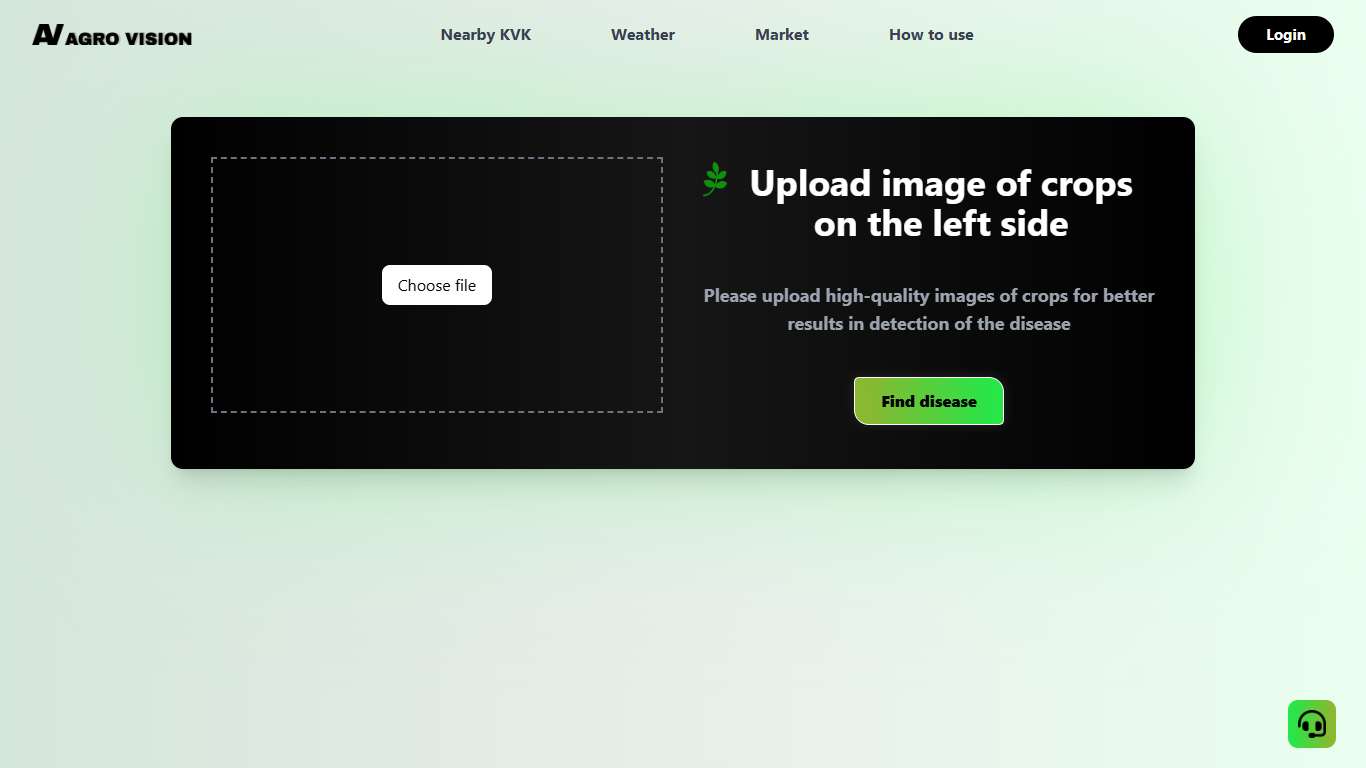 AV AGRO VISION
Nearby KVK
Weather
Market
How to use
Login
Choose file
Upload image of crops
on the left side
Please upload high-quality images of crops for better
results in detection of the disease
Find disease